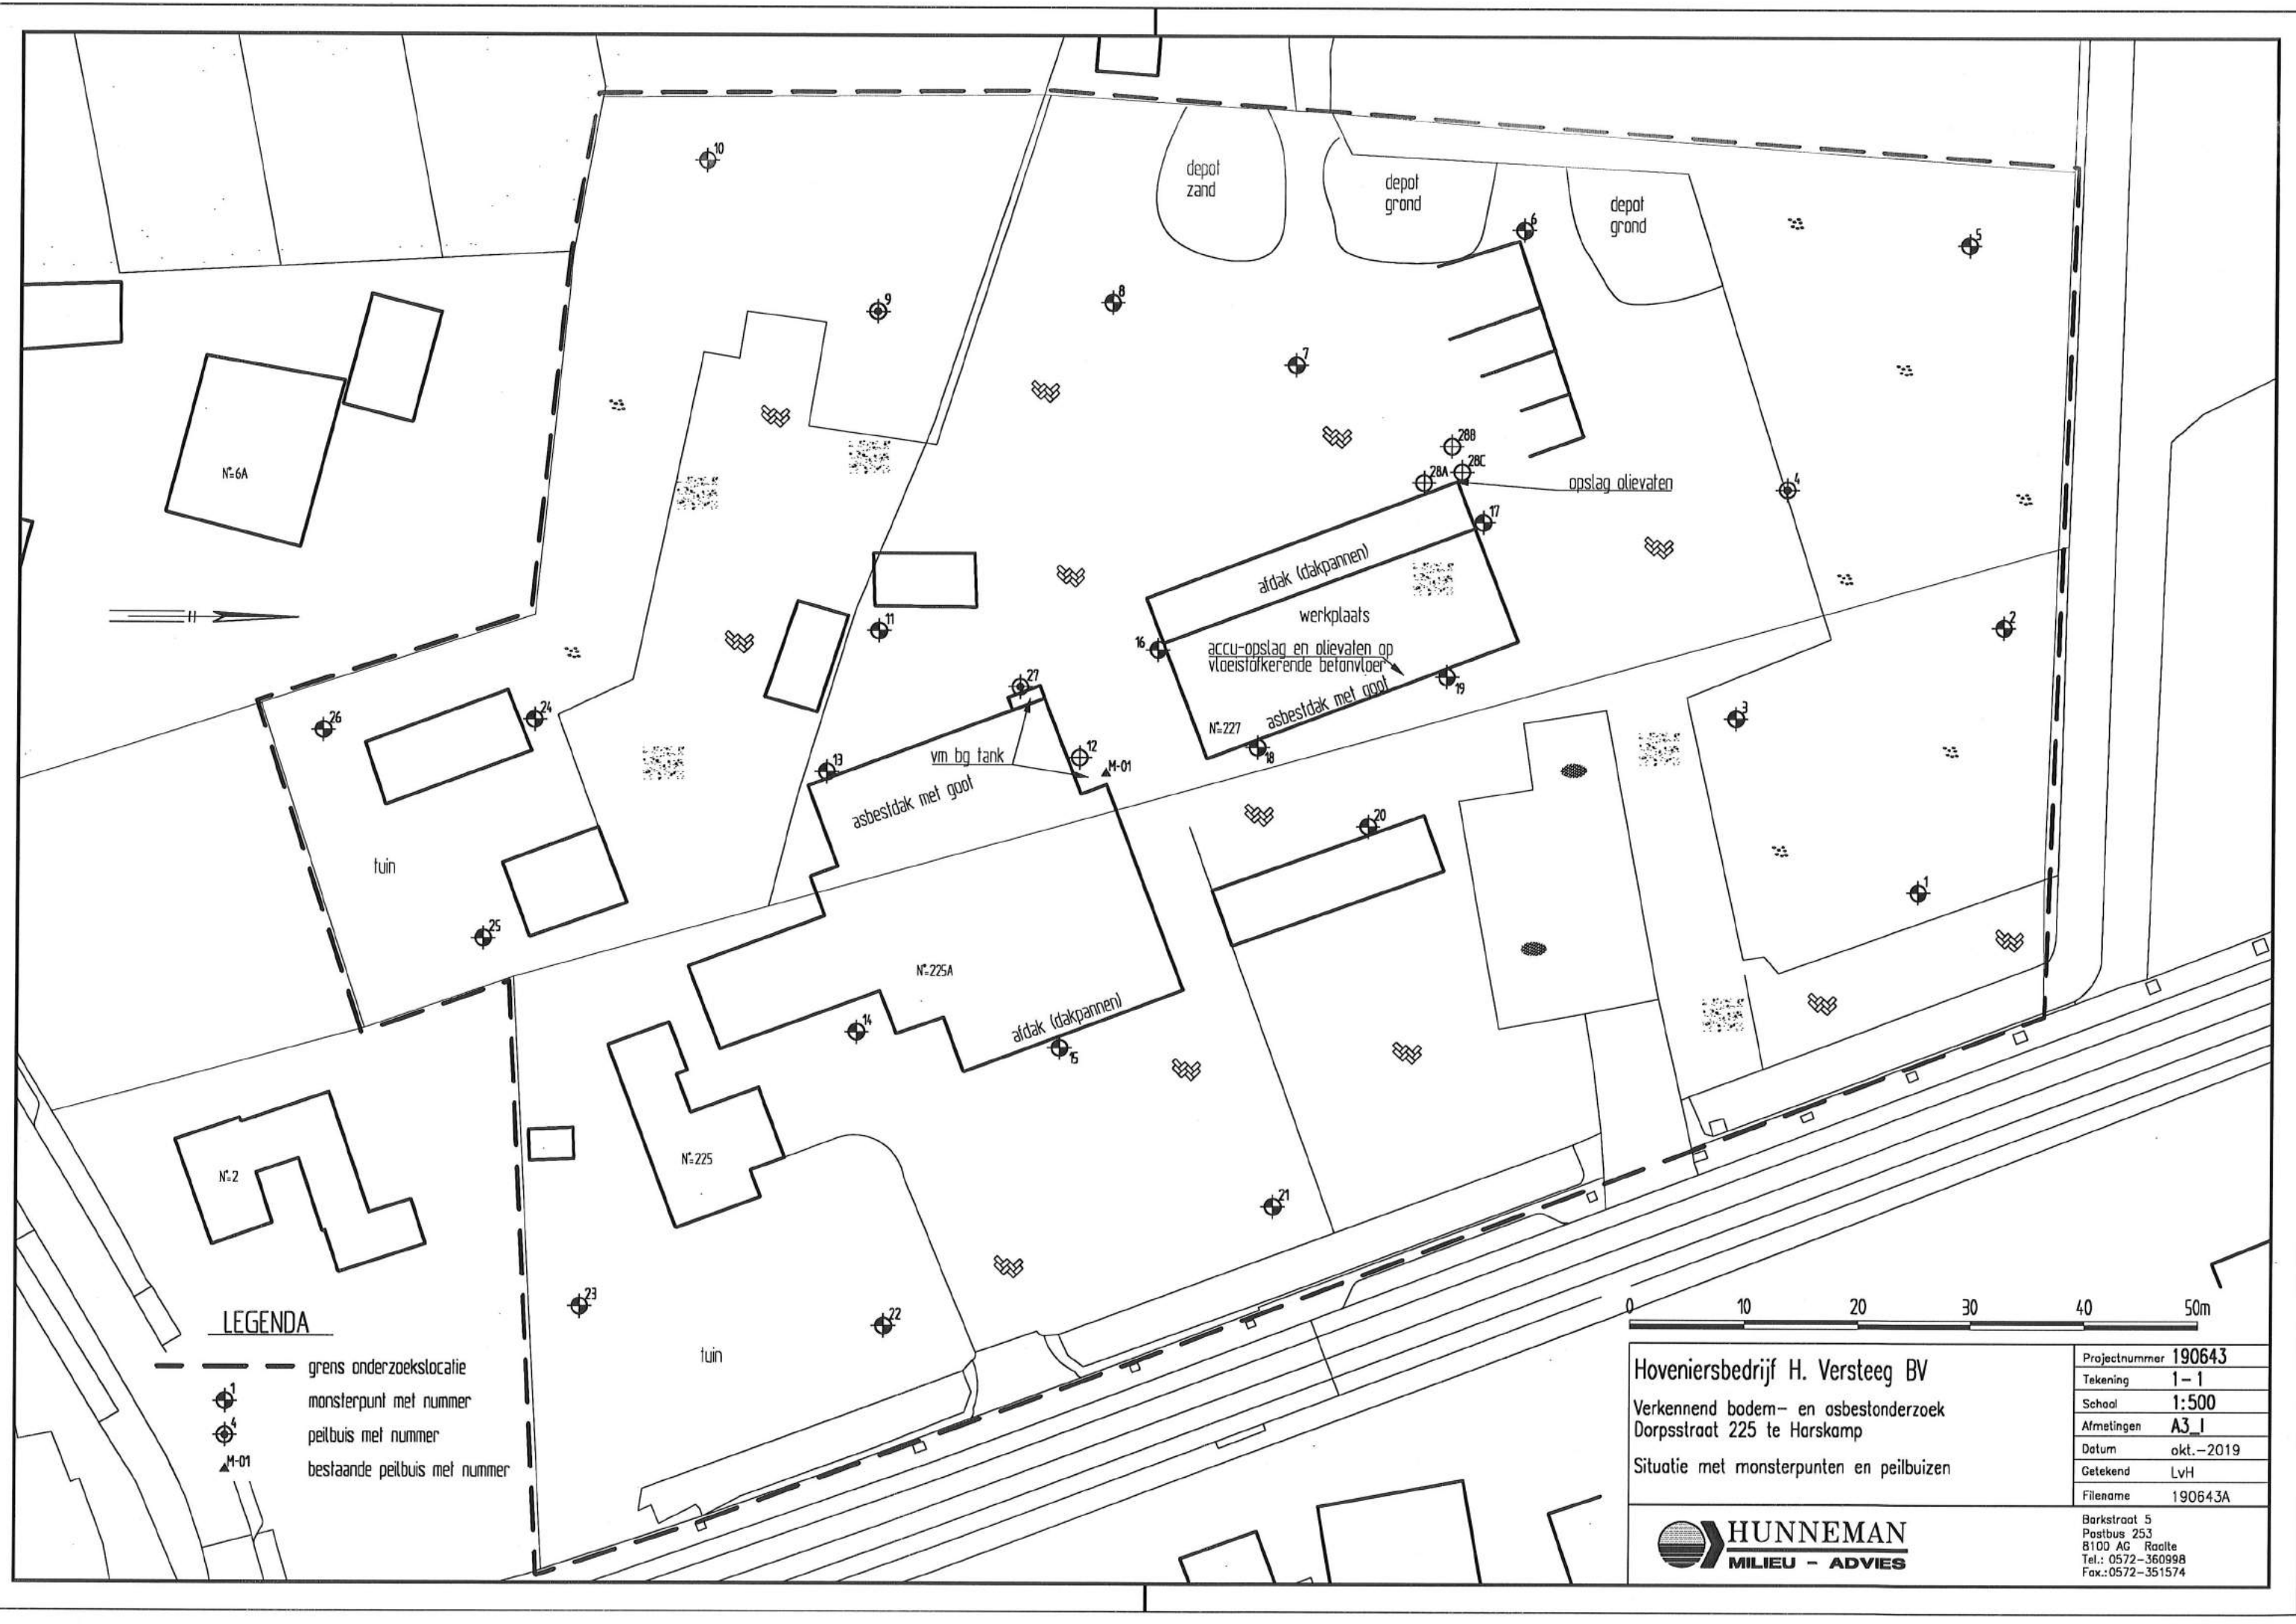 10
depot
zand
depot
grond
depot
grond
6
5
9
8
7
N°=6A
28B
28A
28C
opslag olievaten
4
17
afdak (dakpannen)
werkplaats
accu-opslag en olievaten op
vloeistofkerende betonvloer
asbestdak met goot
N°=227
16
19
18
2
3
11
27
26
24
13
vm bg tank
12
M-01
asbestdak met goot
20
tuin
1
25
N°=225A
afdak (dakpannen)
14
15
N°=2
N°=225
21
23
22
tuin
LEGENDA
grens onderzoekslocatie
1
monsterpunt met nummer
4
peilbuis met nummer
M-01
bestaande peilbuis met nummer
0 10 20 30 40 50m
Hoveniersbedrijf H. Versteeg BV
Verkennend bodem- en asbestonderzoek
Dorpsstraat 225 te Harskamp
Situatie met monsterpunten en peilbuizen
Projectnummer 190643
Tekening 1-1
Schaal 1:500
Afmetingen A3_l
Datum okt.-2019
Getekend LvH
Filename 190643A
HUNNEMAN
MILIEU - ADVIES
Barkstraat 5
Postbus 253
8100 AG Raalte
Tel.: 0572-360998
Fax.:0572-351574